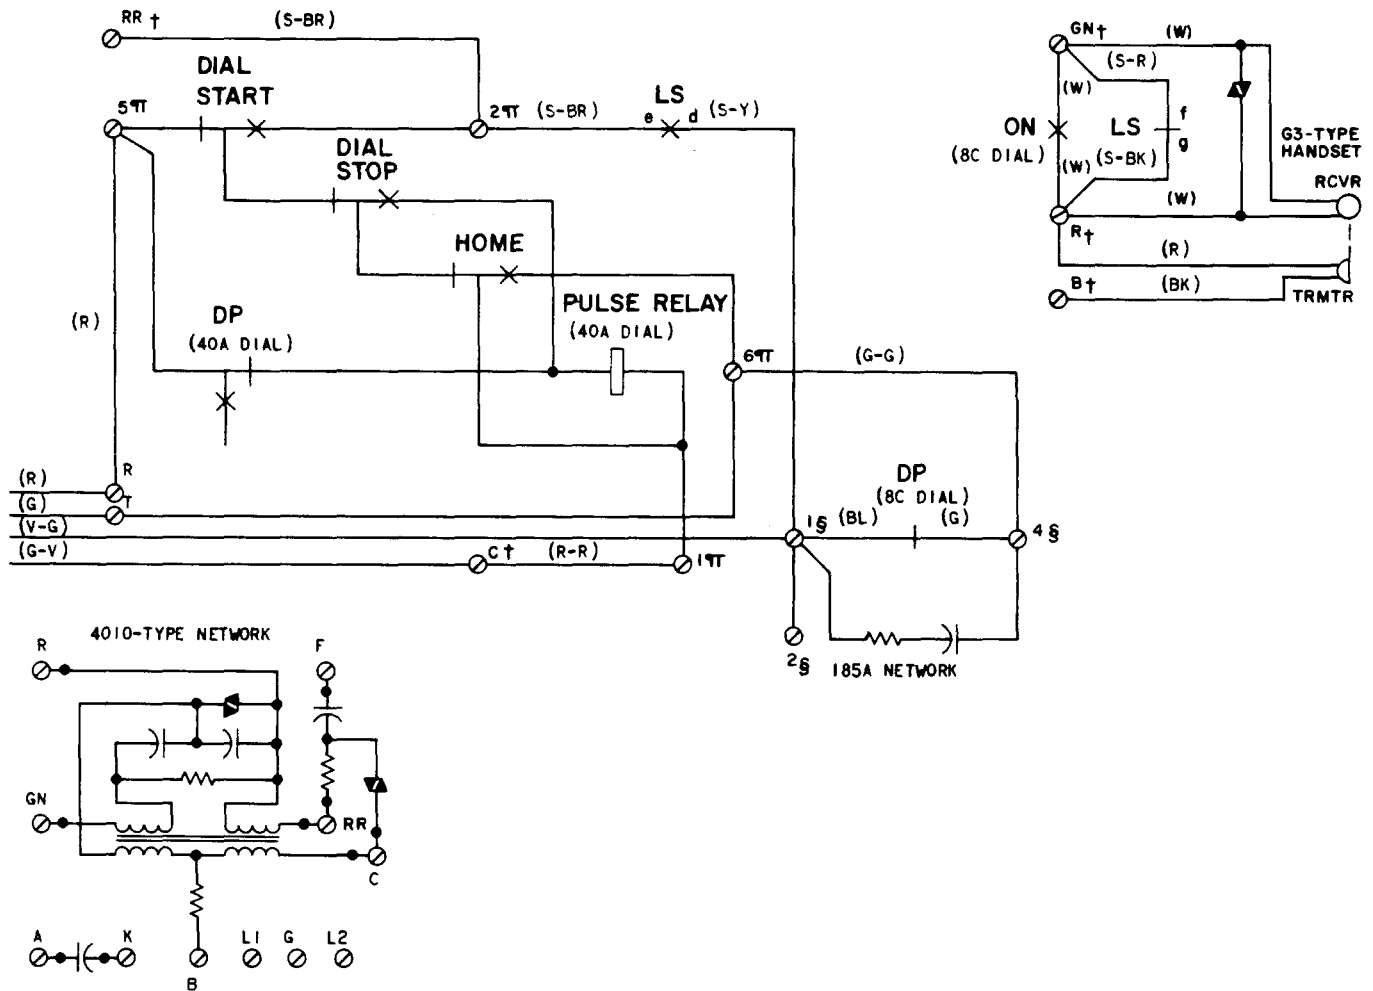 RR † (S-BR)
DIAL
START
5¶
2¶ (S-BR)
LS
e d (S-Y)
DIAL
STOP
HOME
DP
(40A DIAL)
PULSE RELAY
(40A DIAL)
(R)
6¶ (G-G)
R
T
(R)
(G)
(V-G)
(G-V)
C † (R-R) 1¶
DP
(8C DIAL)
1§ (BL) (G) 4§
2§
185A NETWORK
GN† (W)
(S-R)
(W)
ON
(8C DIAL)
LS
f
g
(S-BK)
(W)
(W)
R†
(R)
B† (BK)
G3-TYPE
HANDSET
RCVR
TRMTR
4010-TYPE NETWORK
R F
GN
RR
C
A K B L1 G L2